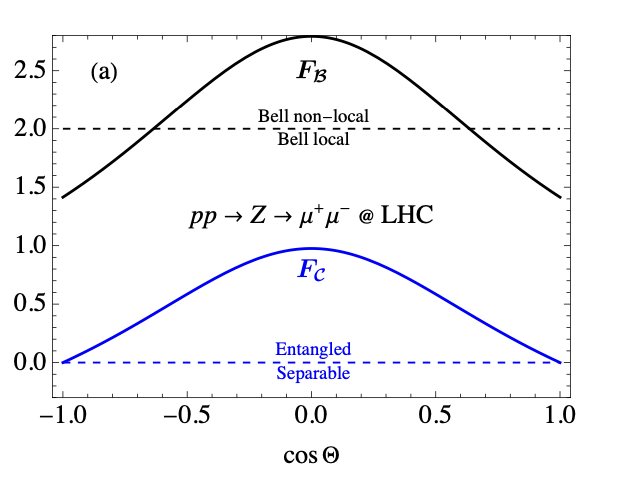 (a)
F_B
Bell non−local
Bell local
pp → Z → μ⁺μ⁻ @ LHC
F_C
Entangled
Separable
2.5
2.0
1.5
1.0
0.5
0.0
−1.0 −0.5 0.0 0.5 1.0
cos Θ